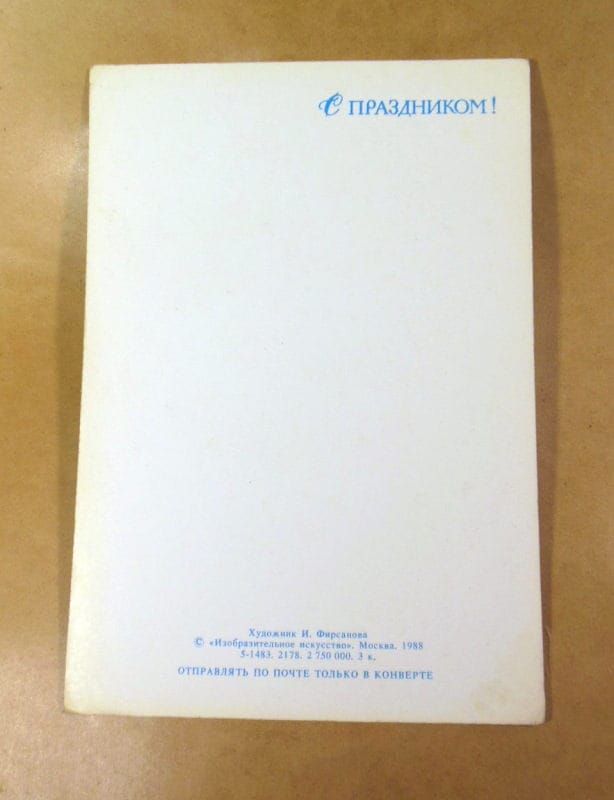 С ПРАЗДНИКОМ!
Художник И. Фирсанова
© «Изобразительное искусство». Москва. 1988
5-1483. 2178. 2 750 000. 3 к.
ОТПРАВЛЯТЬ ПО ПОЧТЕ ТОЛЬКО В КОНВЕРТЕ